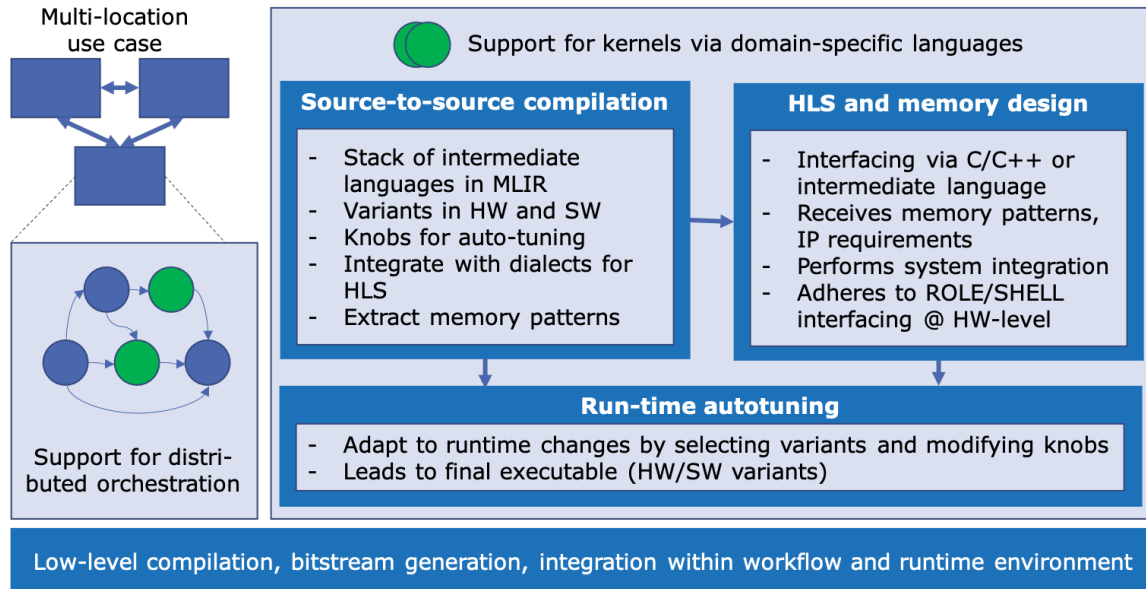 Multi-location
use case
Support for distri-
buted orchestration
Support for kernels via domain-specific languages
Source-to-source compilation
- Stack of intermediate
languages in MLIR
- Variants in HW and SW
- Knobs for auto-tuning
- Integrate with dialects for
HLS
- Extract memory patterns
HLS and memory design
- Interfacing via C/C++ or
intermediate language
- Receives memory patterns,
IP requirements
- Performs system integration
- Adheres to ROLE/SHELL
interfacing @ HW-level
Run-time autotuning
- Adapt to runtime changes by selecting variants and modifying knobs
- Leads to final executable (HW/SW variants)
Low-level compilation, bitstream generation, integration within workflow and runtime environment